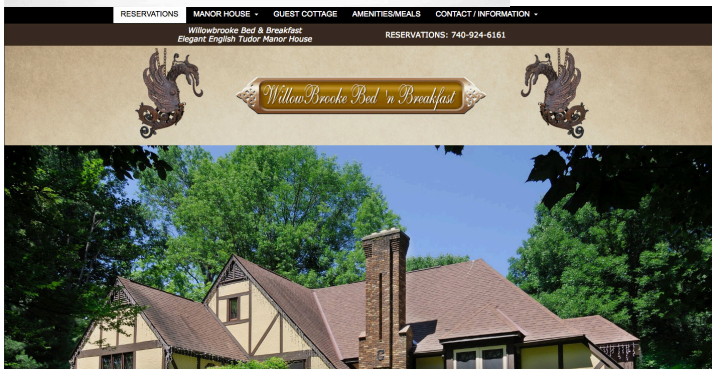 RESERVATIONS MANOR HOUSE GUEST COTTAGE AMENITIES/MEALS CONTACT / INFORMATION
Willowbrooke Bed & Breakfast
Elegant English Tudor Manor House
RESERVATIONS: 740-924-6161
WillowBrooke Bed 'n Breakfast